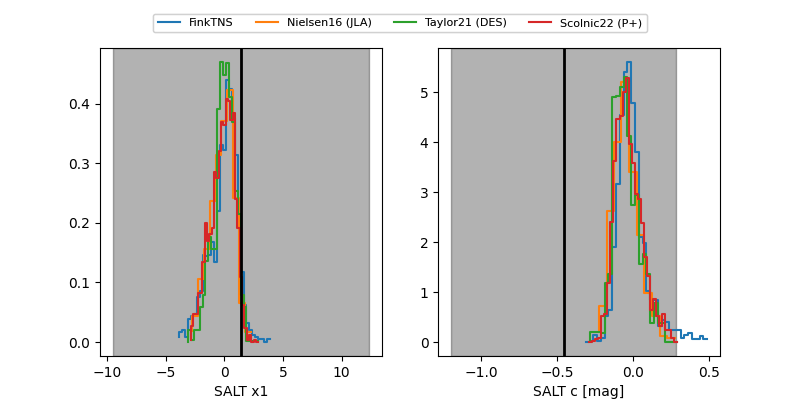 FinkTNS Nielsen16 (JLA) Taylor21 (DES) Scolnic22 (P+)
0.4
0.3
0.2
0.1
0.0
−10 −5 0 5 10
SALT x1
5
4
3
2
1
0
−1.0 −0.5 0.0 0.5
SALT c [mag]